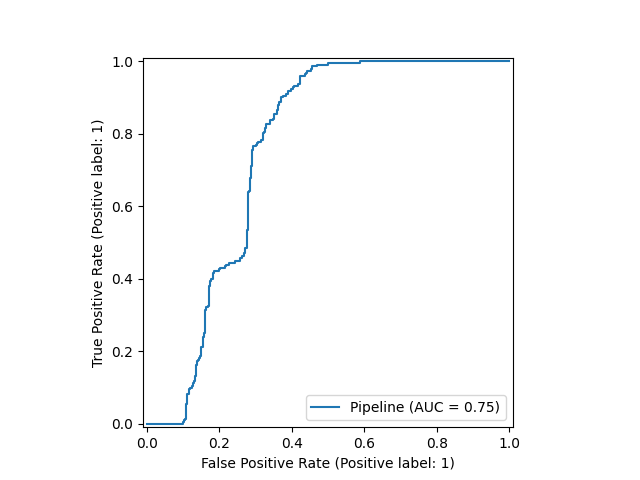 1.0
0.8
0.6
0.4
0.2
0.0
True Positive Rate (Positive label: 1)
Pipeline (AUC = 0.75)
0.0 0.2 0.4 0.6 0.8 1.0
False Positive Rate (Positive label: 1)